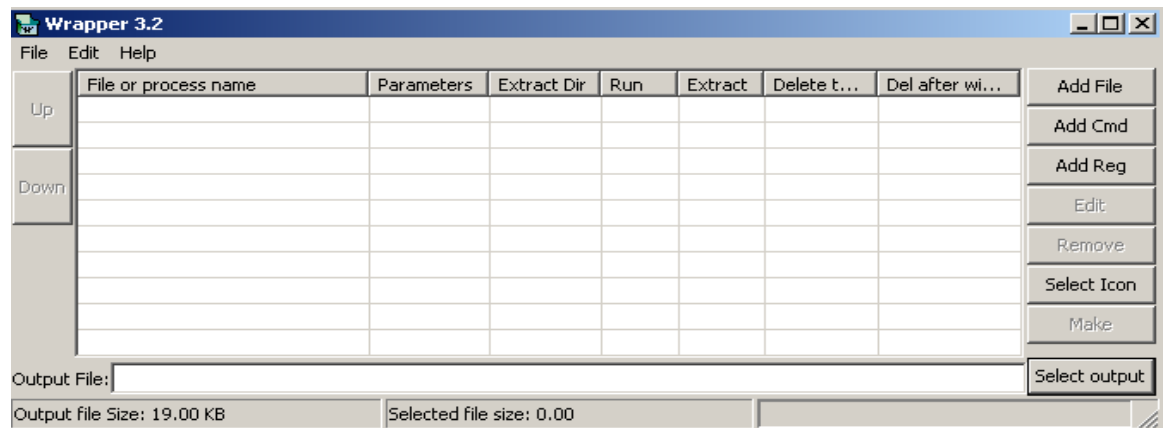 Wrapper 3.2
File Edit Help
Up
Down
File or process name Parameters Extract Dir Run Extract Delete t... Del after wi...
Add File
Add Cmd
Add Reg
Edit
Remove
Select Icon
Make
Output File:
Select output
Output file Size: 19.00 KB Selected file size: 0.00